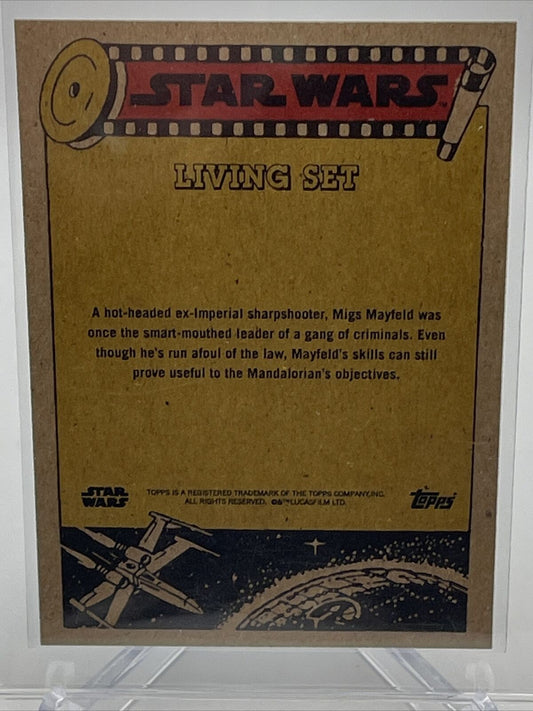 STAR WARS
LIVING SET
A hot-headed ex-Imperial sharpshooter, Migs Mayfeld was
once the smart-mouthed leader of a gang of criminals. Even
though he's run afoul of the law, Mayfeld's skills can still
prove useful to the Mandalorian's objectives.
STAR
WARS
TOPPS IS A REGISTERED TRADEMARK OF THE TOPPS COMPANY, INC.
ALL RIGHTS RESERVED. ©&™LUCASFILM LTD.
topps